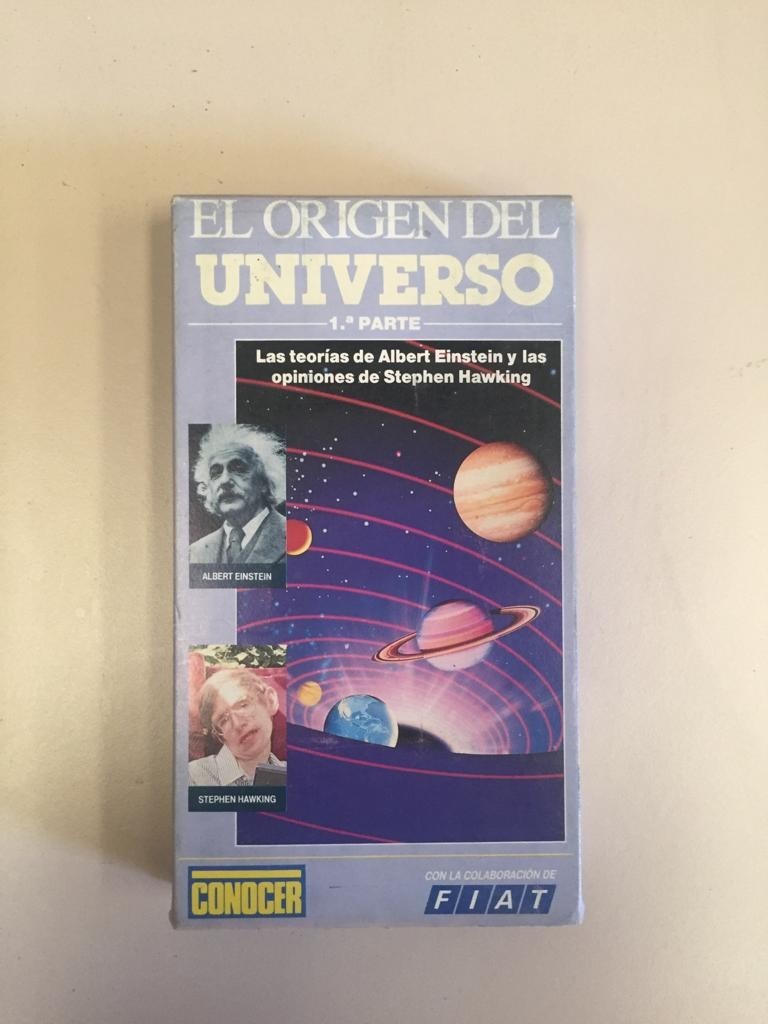 EL ORIGEN DEL
UNIVERSO
1.ª PARTE
Las teorías de Albert Einstein y las
opiniones de Stephen Hawking
ALBERT EINSTEIN
STEPHEN HAWKING
CONOCER
CON LA COLABORACIÓN DE
FIAT